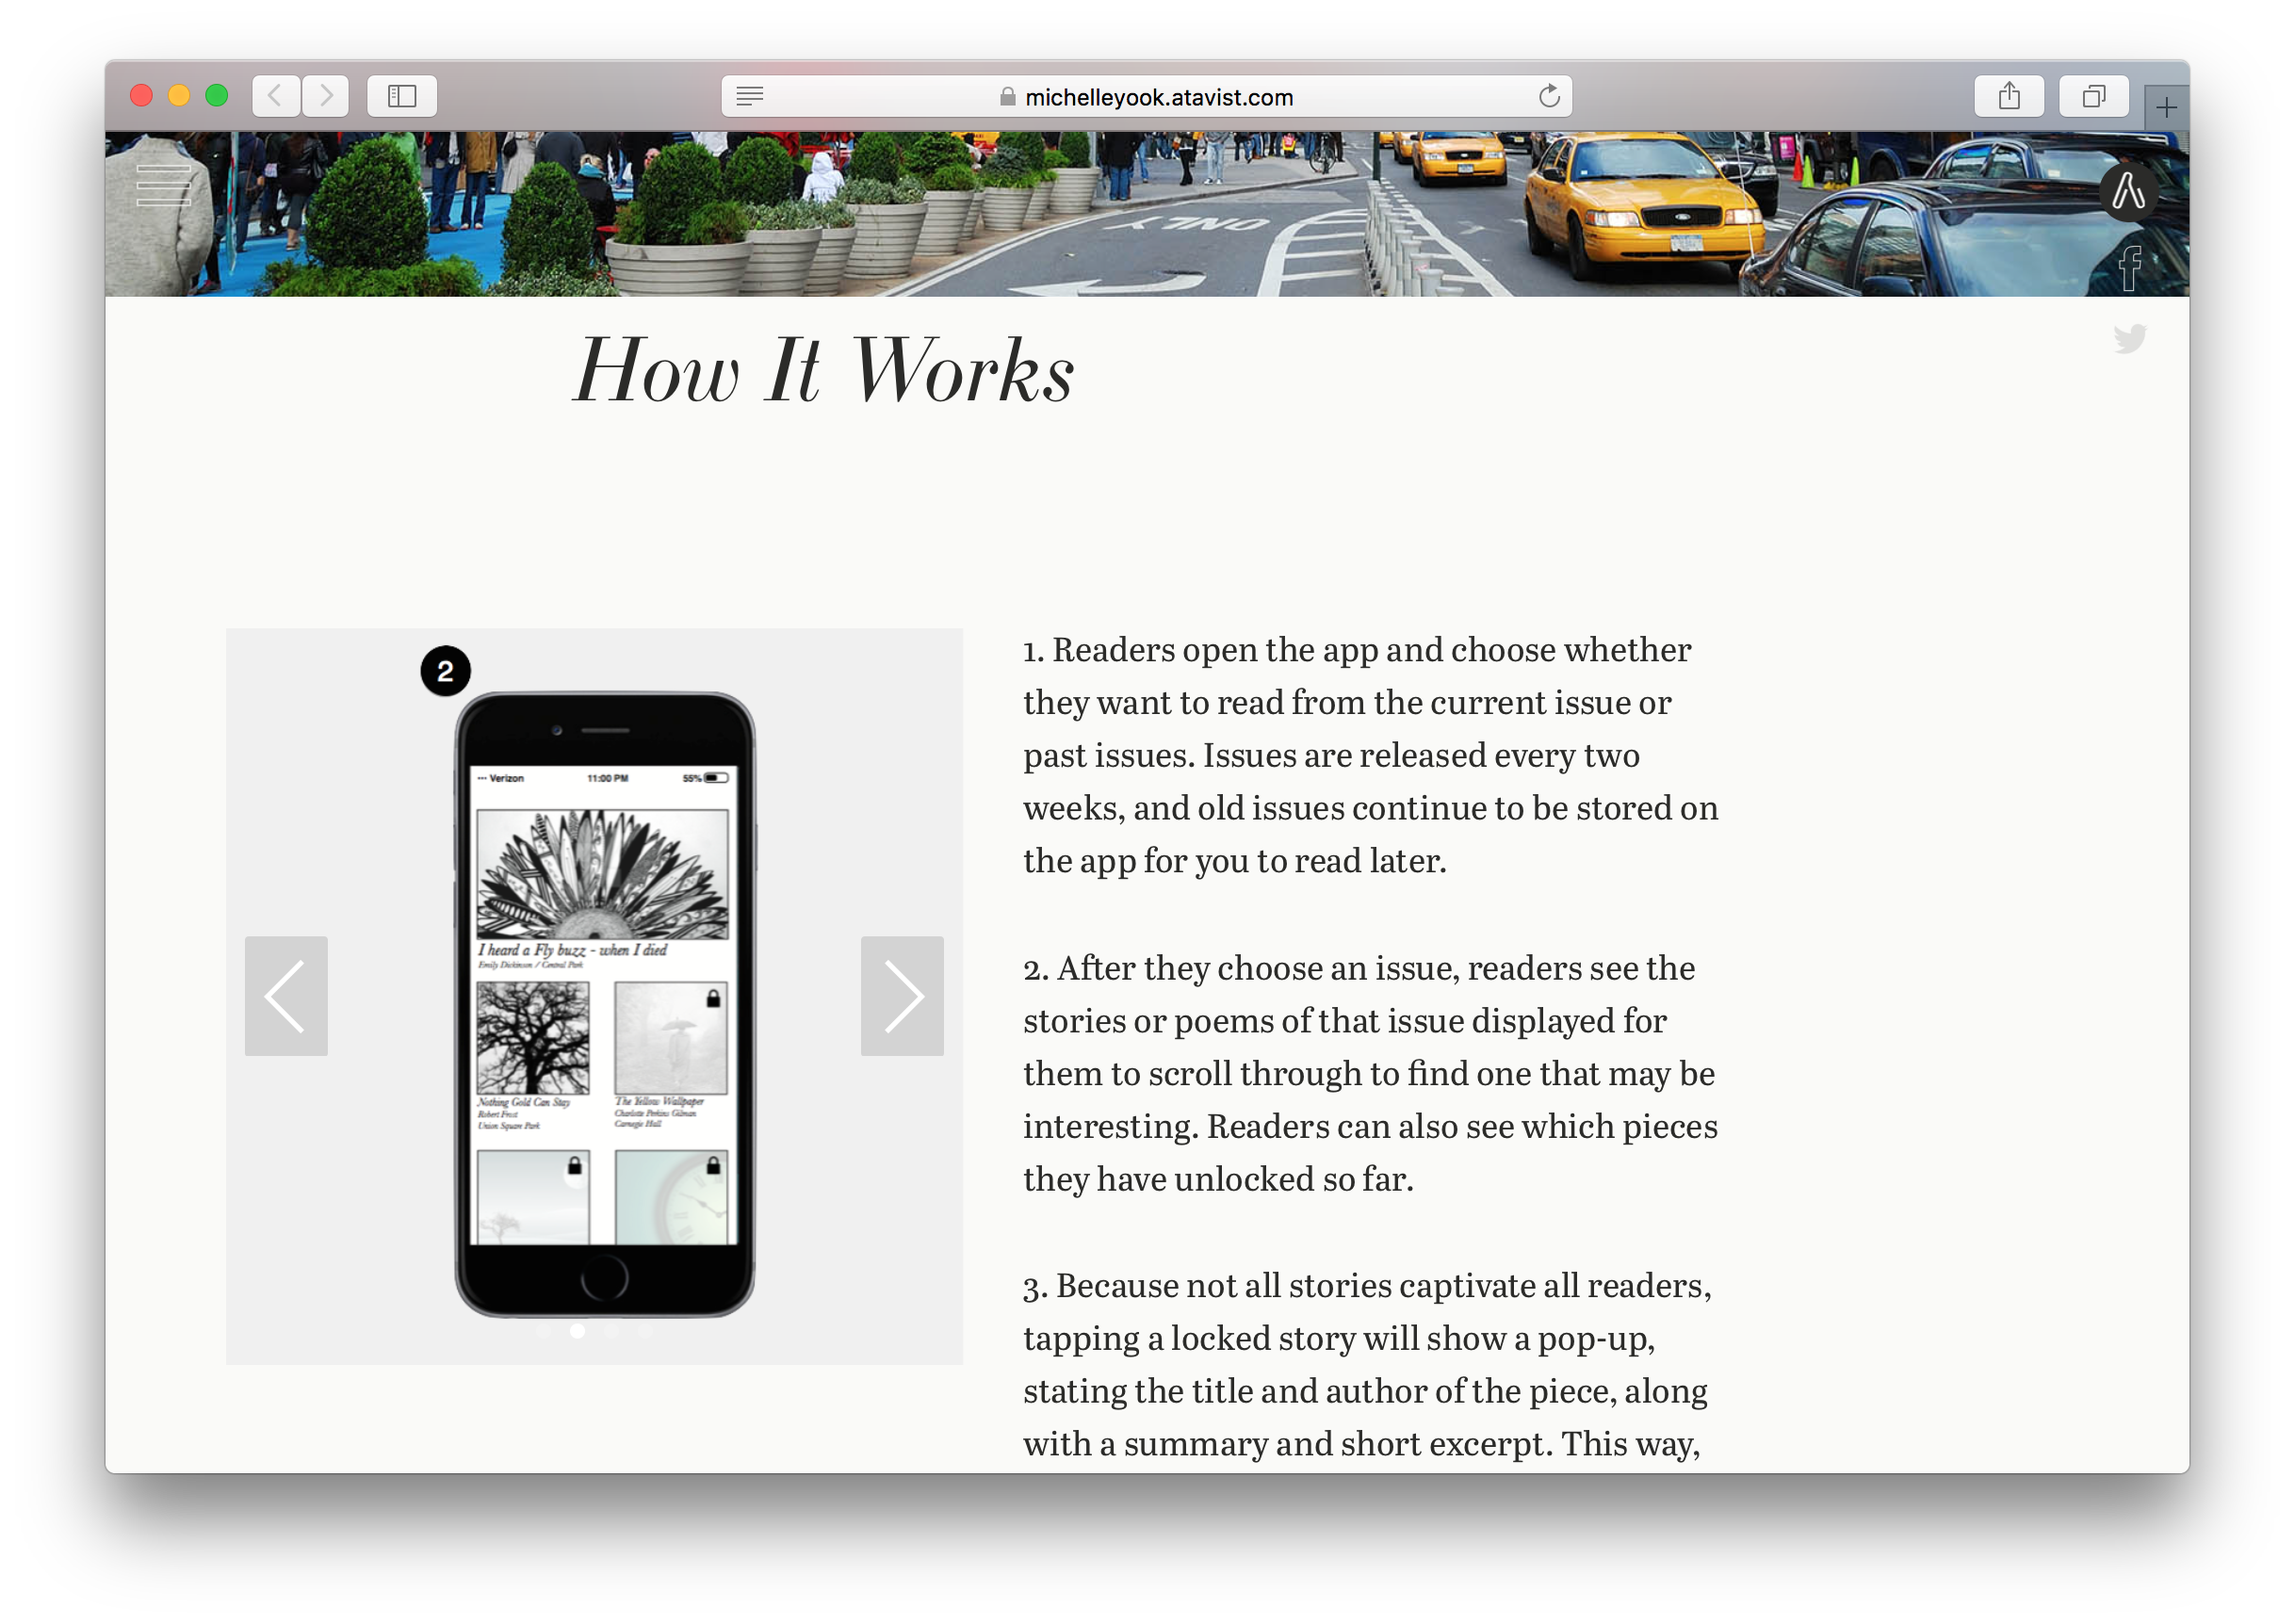 michelleyook.atavist.com
ONLY
How It Works
2
Verizon 11:00 PM 55%
I heard a Fly buzz - when I died
Emily Dickinson / Central Park
Nothing Gold Can Stay
Robert Frost
Union Square Park
The Yellow Wallpaper
Charlotte Perkins Gilman
Carnegie Hall
1. Readers open the app and choose whether
they want to read from the current issue or
past issues. Issues are released every two
weeks, and old issues continue to be stored on
the app for you to read later.
2. After they choose an issue, readers see the
stories or poems of that issue displayed for
them to scroll through to find one that may be
interesting. Readers can also see which pieces
they have unlocked so far.
3. Because not all stories captivate all readers,
tapping a locked story will show a pop-up,
stating the title and author of the piece, along
with a summary and short excerpt. This way,